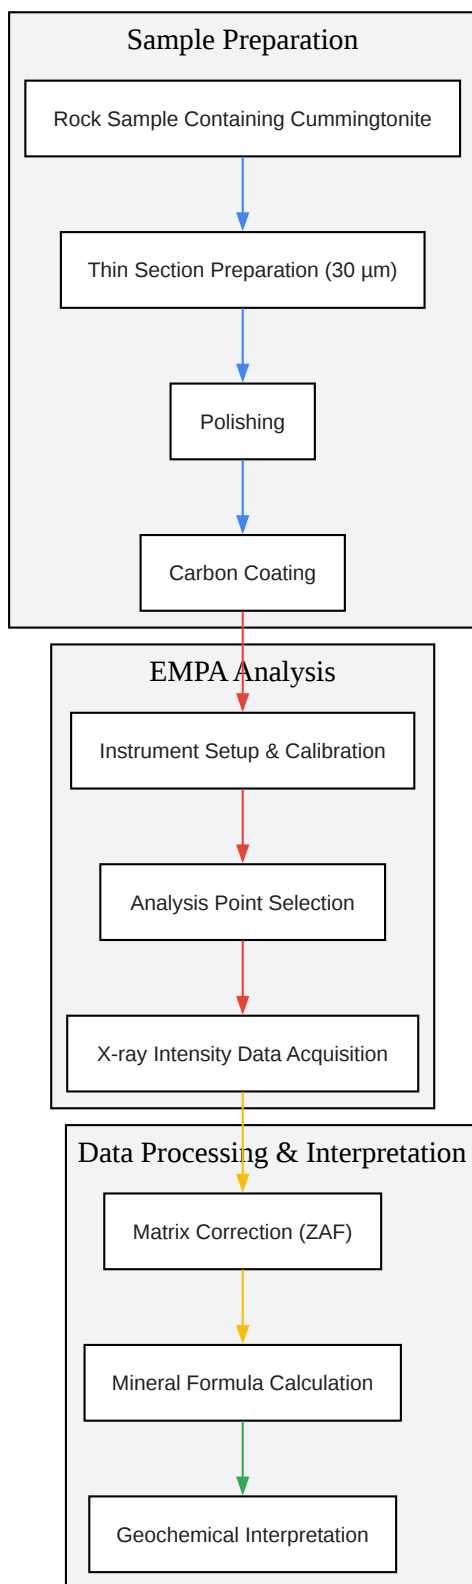 Sample Preparation
Rock Sample Containing Cummingtonite
Thin Section Preparation (30 µm)
Polishing
Carbon Coating
EMPA Analysis
Instrument Setup & Calibration
Analysis Point Selection
X-ray Intensity Data Acquisition
Data Processing & Interpretation
Matrix Correction (ZAF)
Mineral Formula Calculation
Geochemical Interpretation